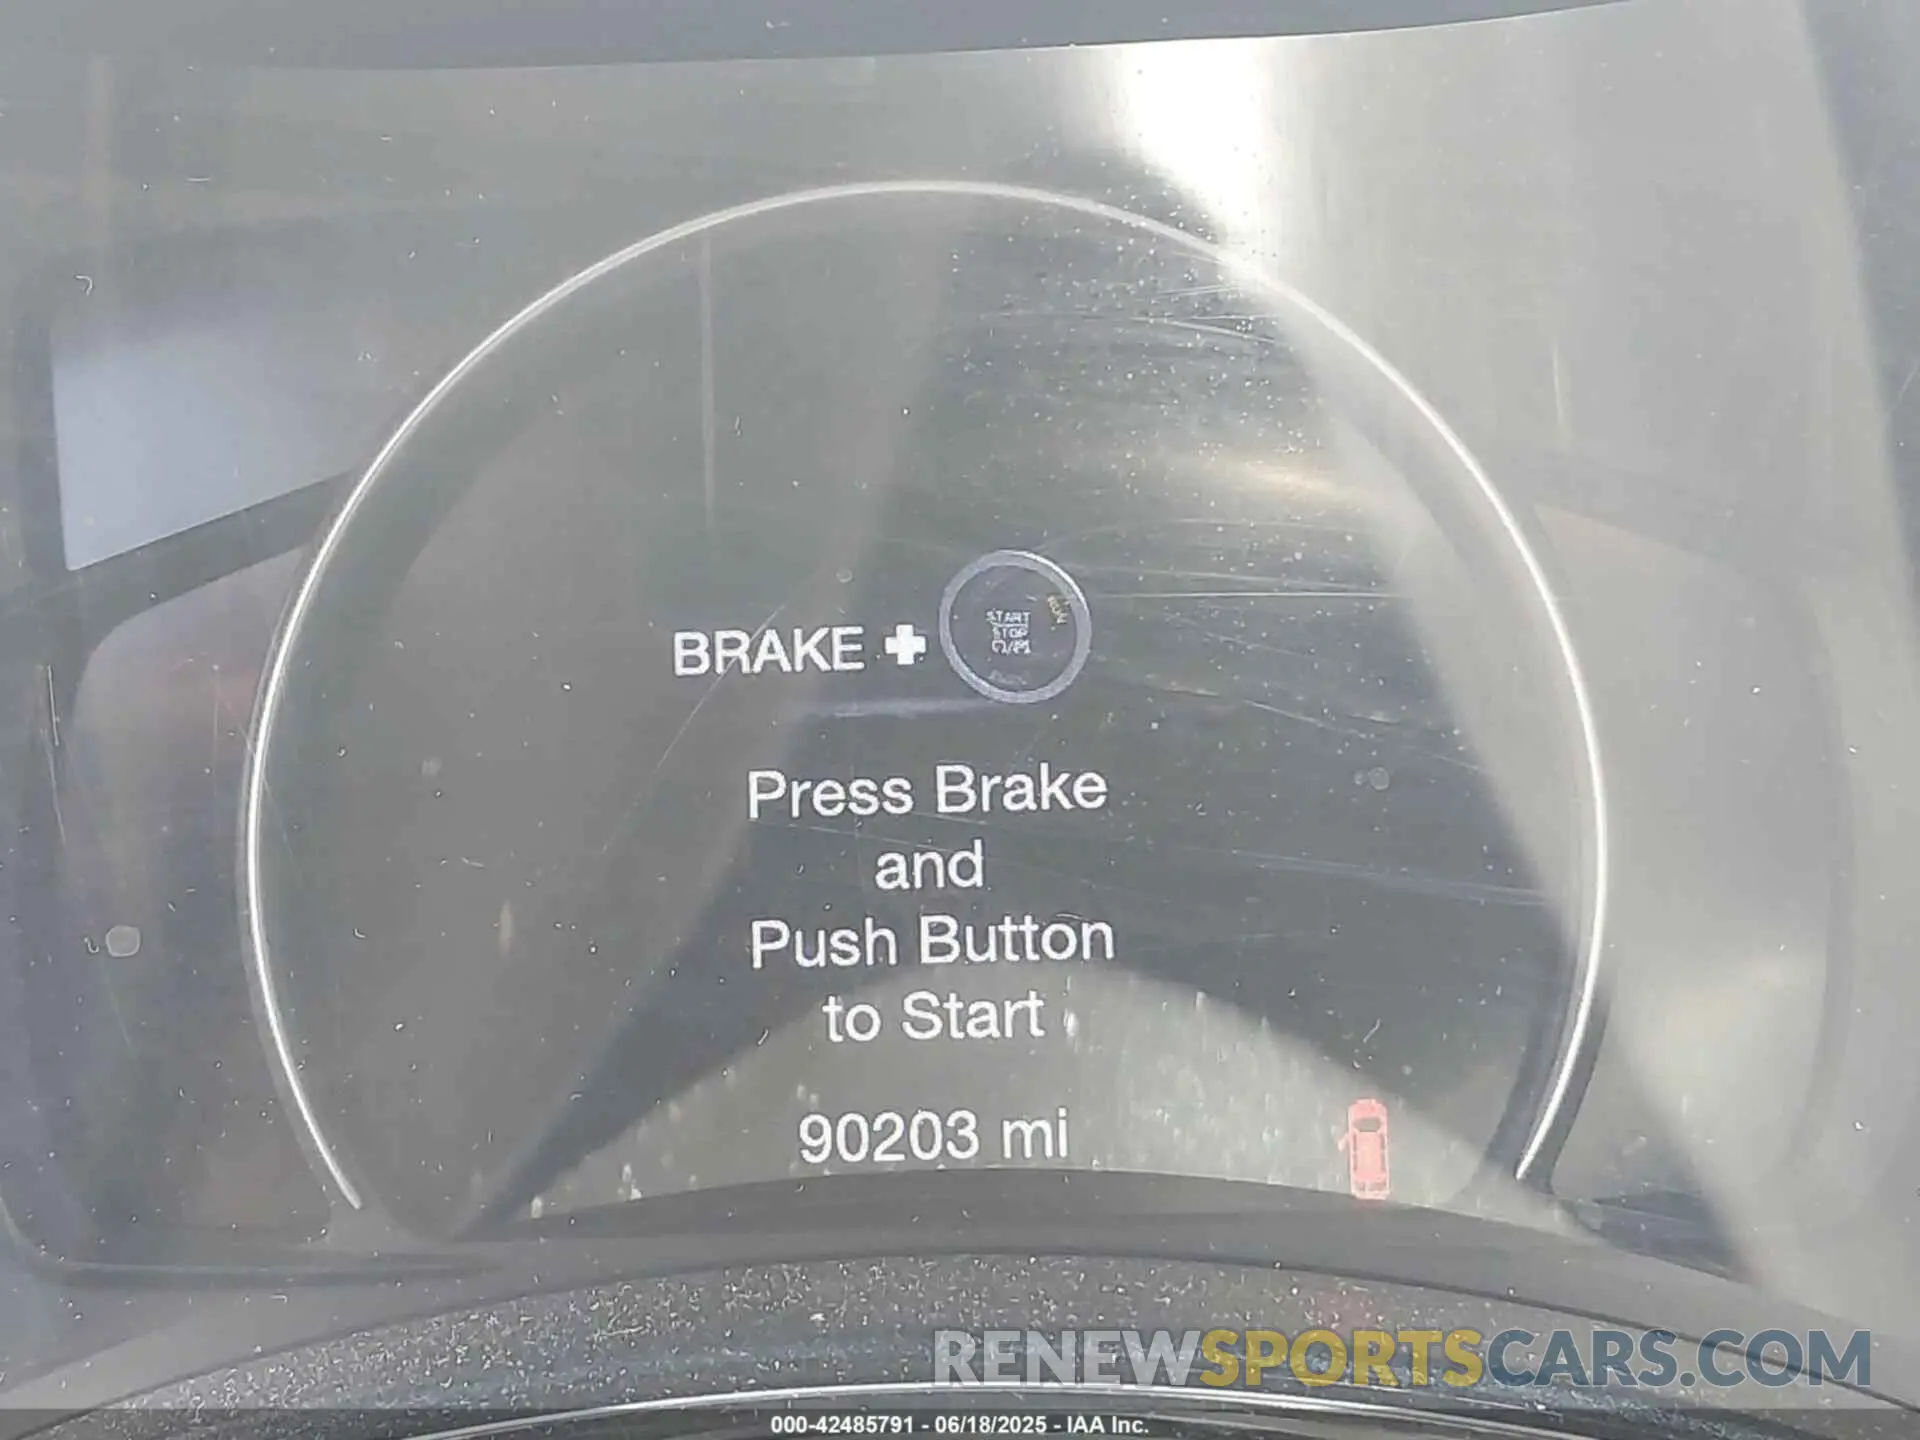 BRAKE +
START
STOP
RUN
Press Brake
and
Push Button
to Start
90203 mi
RENEWSPORTSCARS.COM
000-42485791 - 06/18/2025 - IAA Inc.